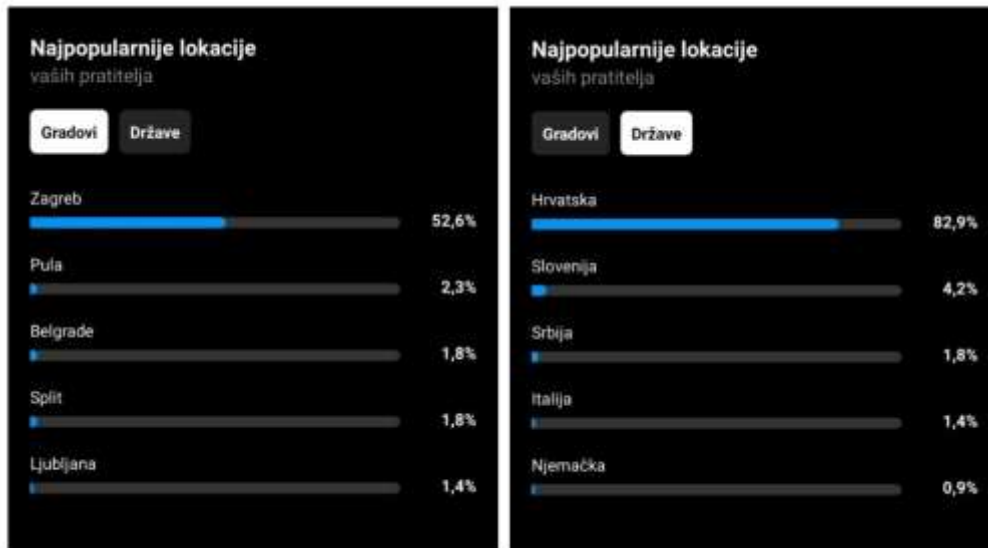 Najpopularnije lokacije
vaših pratitelja
Gradovi Države
Zagreb
52,6%
Pula
2,3%
Belgrade
1,8%
Split
1,8%
Ljubljana
1,4%
Najpopularnije lokacije
vaših pratitelja
Gradovi Države
Hrvatska
82,9%
Slovenija
4,2%
Srbija
1,8%
Italija
1,4%
Njemačka
0,9%